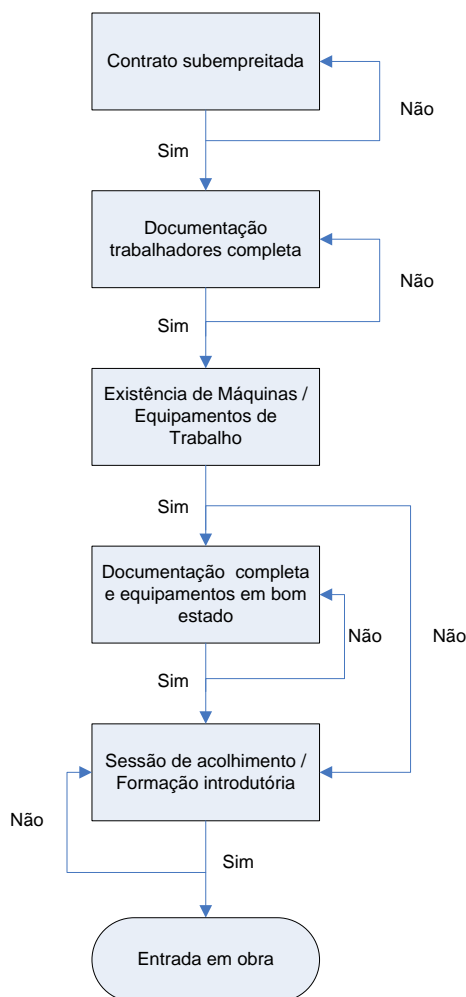 Contrato subempreitada
Não
Sim
Documentação
trabalhadores completa
Não
Sim
Existência de Máquinas /
Equipamentos de
Trabalho
Sim
Documentação completa
e equipamentos em bom
estado
Não
Não
Sim
Sessão de acolhimento /
Formação introdutória
Não
Sim
Entrada em obra